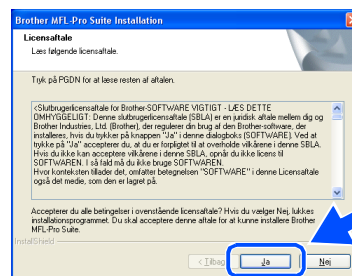 Brother MFL-Pro Suite Installation
Licensaftale
Læs følgende licensaftale.
Tryk på PGDN for at læse resten af aftalen.
<Slutbrugerlicensaftale for Brother-SOFTWARE VIGTIGT - LÆS DETTE
OMHYGGELIGT: Denne slutbrugerlicensaftale (SBLA) er en juridisk aftale mellem dig og
Brother Industries, Ltd. (Brother), der regulerer din brug af den Brother-software, der
installeres, hvis du trykker på knappen "Ja" i denne dialogboks (SOFTWARE). Ved at
trykke på "Ja" accepterer du, at du er forpligtet til at overholde vilkårene i denne SBLA.
Hvis du ikke kan acceptere vilkårene i denne SBLA, opnår du ikke licens til
SOFTWAREN. I så fald må du ikke bruge SOFTWAREN.
Hvor konteksten tillader det, omfatter betegnelsen "SOFTWARE" i denne Licensaftale
også det medie, som den er lagret på.
Accepterer du alle betingelser i ovenstående licensaftale? Hvis du vælger Nej, lukkes
installationsprogrammet. Du skal acceptere denne aftale for at kunne installere Brother
MFL-Pro Suite.
InstallShield
< Tilbage Ja Nej